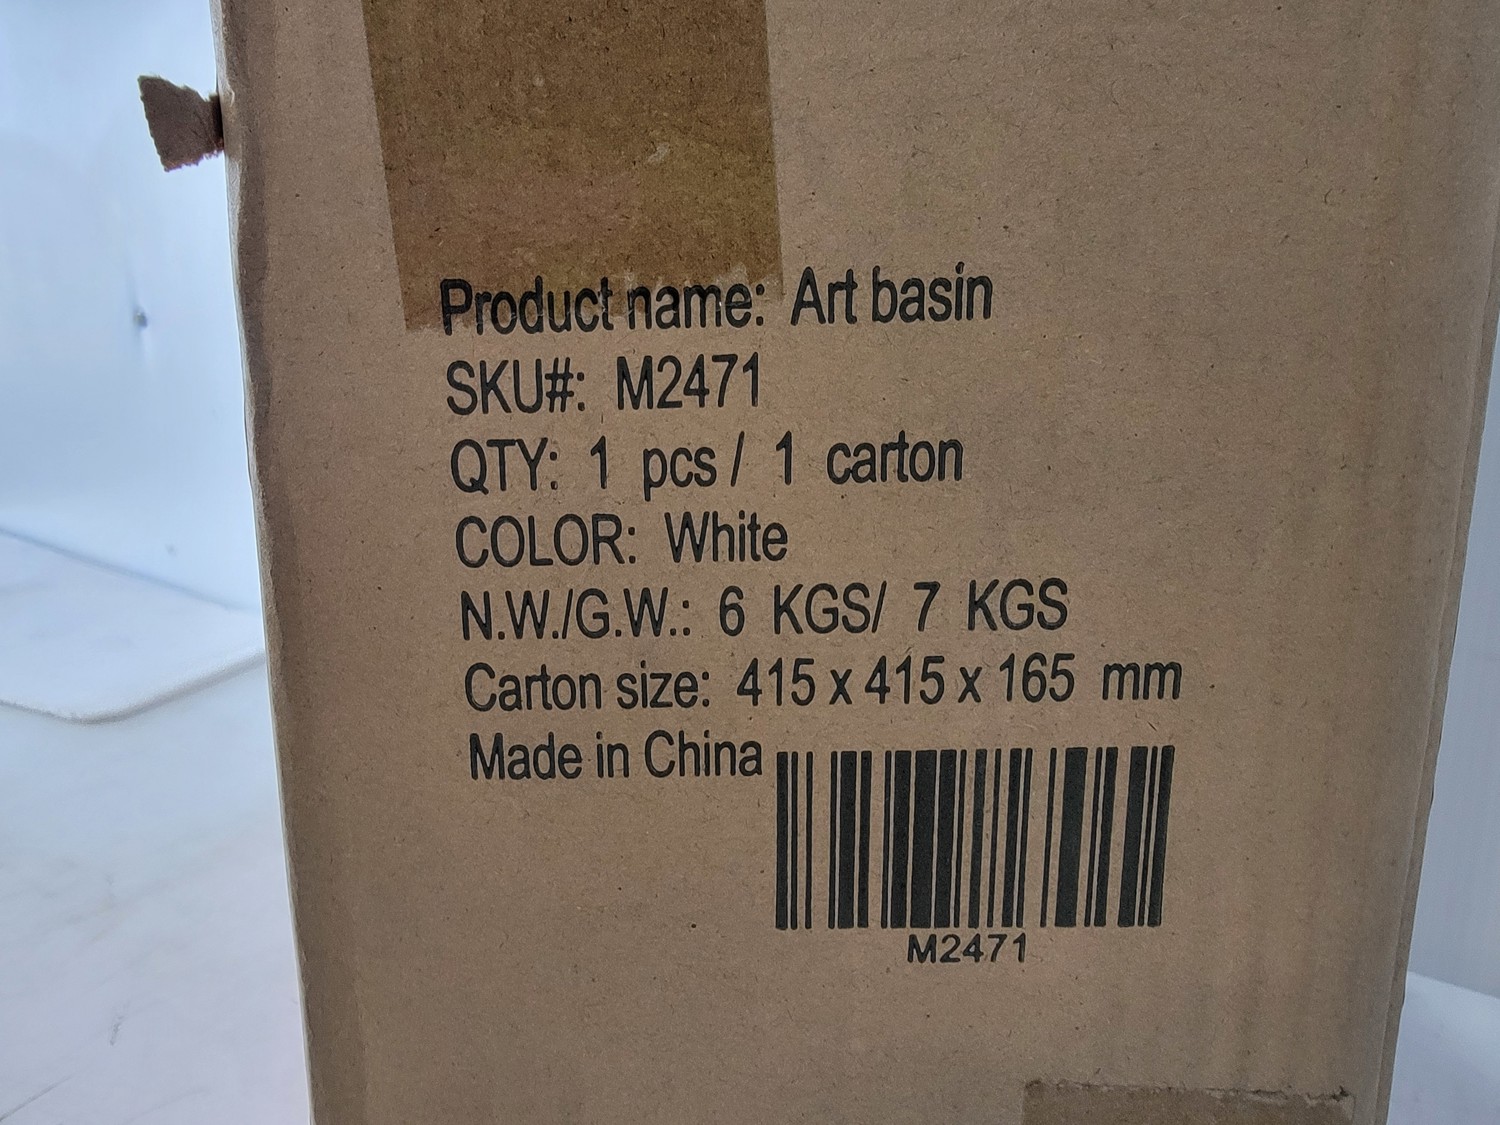 Product name: Art basin
SKU#: M2471
QTY: 1 pcs / 1 carton
COLOR: White
N.W./G.W.: 6 KGS/ 7 KGS
Carton size: 415 x 415 x 165 mm
Made in China
M2471